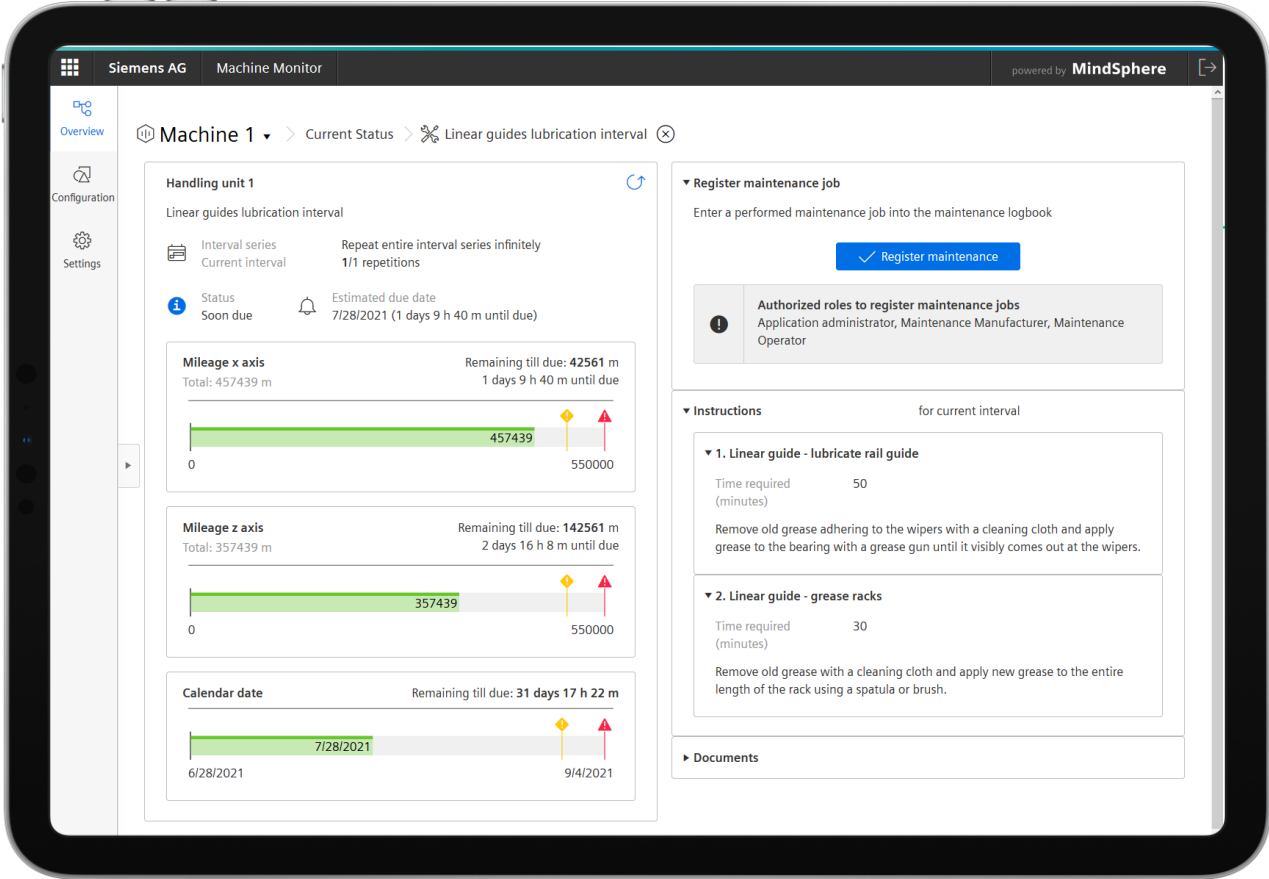 Siemens AG
Machine Monitor
powered by MindSphere
Overview
Configuration
Settings
Machine 1
Current Status
Linear guides lubrication interval
Handling unit 1
Linear guides lubrication interval
Interval series
Repeat entire interval series infinitely
Current interval
1/1 repetitions
Status
Soon due
Estimated due date
7/28/2021 (1 days 9 h 40 m until due)
Mileage x axis
Remaining till due: 42561 m
Total: 457439 m
1 days 9 h 40 m until due
457439
0
550000
Mileage z axis
Remaining till due: 142561 m
Total: 357439 m
2 days 16 h 8 m until due
357439
0
550000
Calendar date
Remaining till due: 31 days 17 h 22 m
7/28/2021
6/28/2021
9/4/2021
Register maintenance job
Enter a performed maintenance job into the maintenance logbook
Register maintenance
Authorized roles to register maintenance jobs
Application administrator, Maintenance Manufacturer, Maintenance
Operator
Instructions
for current interval
1. Linear guide - lubricate rail guide
Time required
(minutes)
50
Remove old grease adhering to the wipers with a cleaning cloth and apply
grease to the bearing with a grease gun until it visibly comes out at the wipers.
2. Linear guide - grease racks
Time required
(minutes)
30
Remove old grease with a cleaning cloth and apply new grease to the entire
length of the rack using a spatula or brush.
Documents